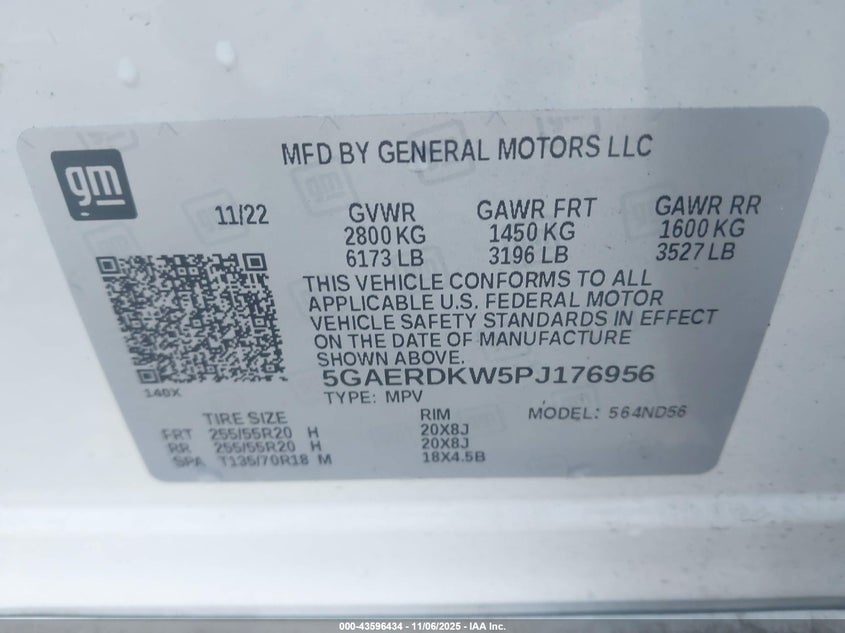 gm
MFD BY GENERAL MOTORS LLC
11/22 GVWR GAWR FRT GAWR RR
2800 KG 1450 KG 1600 KG
6173 LB 3196 LB 3527 LB
THIS VEHICLE CONFORMS TO ALL
APPLICABLE U.S. FEDERAL MOTOR
VEHICLE SAFETY STANDARDS IN EFFECT
ON THE DATE OF MANUFACTURE
SHOWN ABOVE.
140X
5GAERDKW5PJ176956
TYPE: MPV
TIRE SIZE RIM MODEL: 564ND56
FRT 255/55R20 H 20X8J
RR 255/55R20 H 20X8J
SPA T135/70R18 M 18X4.5B
000-43596434 - 11/06/2025 - IAA Inc.